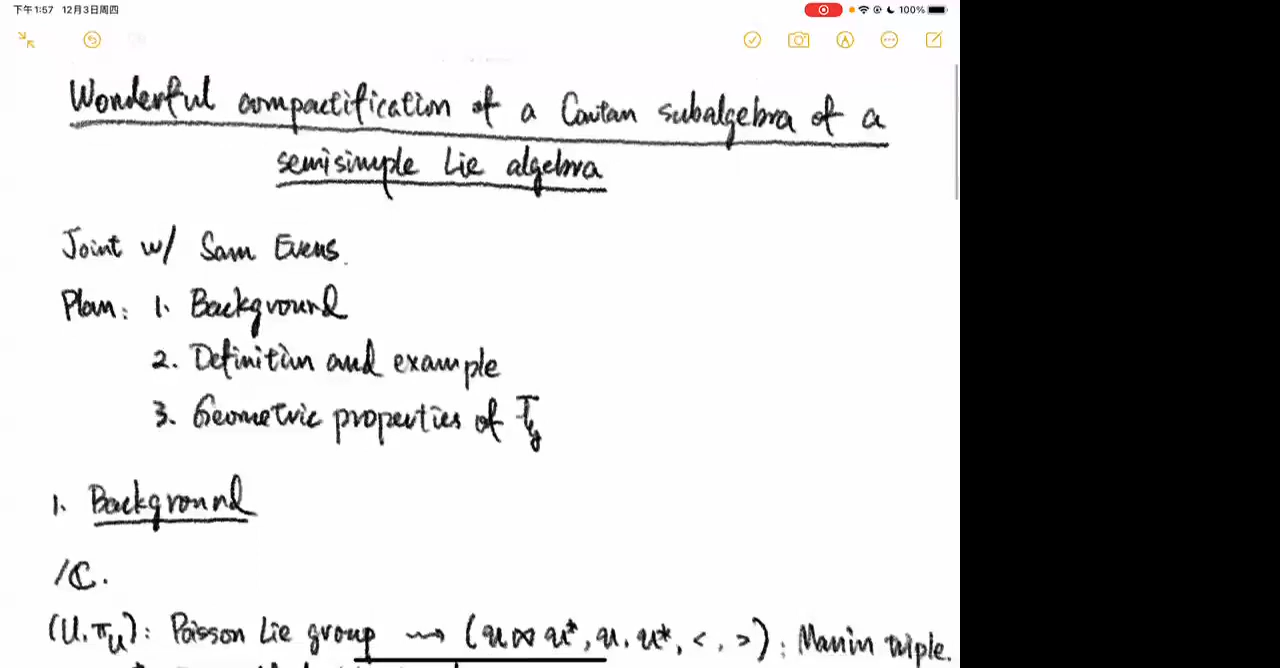 下午1:57 12月3日周四
100%
Wonderful compactification of a Cartan subalgebra of a
semisimple Lie algebra
Joint w/ Sam Evens.
Plan: 1. Background
2. Definition and example
3. Geometric properties of
1. Background
/ℂ.
(U, π_U): Poisson Lie group ⇝ (𝔲 ⋈ 𝔲*, 𝔲, 𝔲*, < , >): Manin triple.